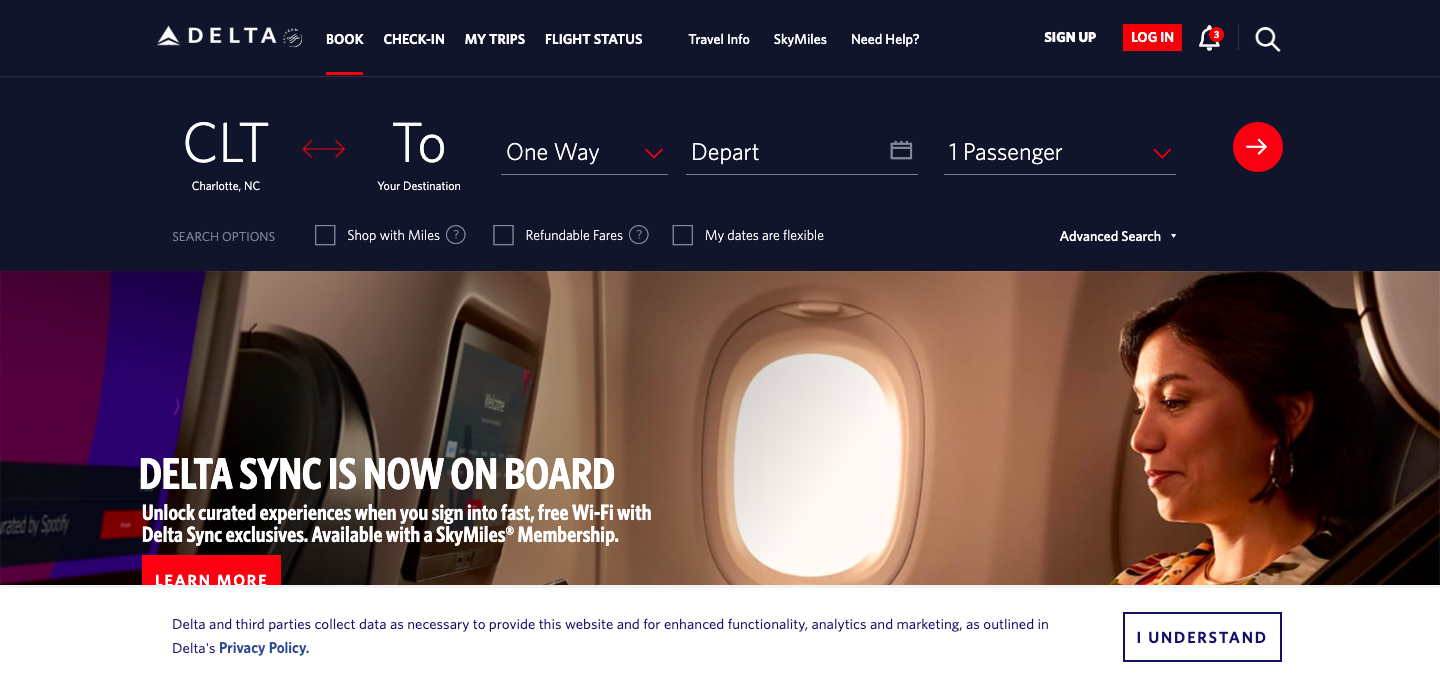 DELTA
BOOK
CHECK-IN
MY TRIPS
FLIGHT STATUS
Travel Info
SkyMiles
Need Help?
SIGN UP
LOG IN
3
CLT
Charlotte, NC
To
Your Destination
One Way
Depart
1 Passenger
SEARCH OPTIONS
Shop with Miles ?
Refundable Fares ?
My dates are flexible
Advanced Search
Welcome
DELTA SYNC IS NOW ON BOARD
Unlock curated experiences when you sign into fast, free Wi-Fi with
Delta Sync exclusives. Available with a SkyMiles® Membership.
by Spotify
LEARN MORE
Delta and third parties collect data as necessary to provide this website and for enhanced functionality, analytics and marketing, as outlined in
Delta's Privacy Policy.
I UNDERSTAND